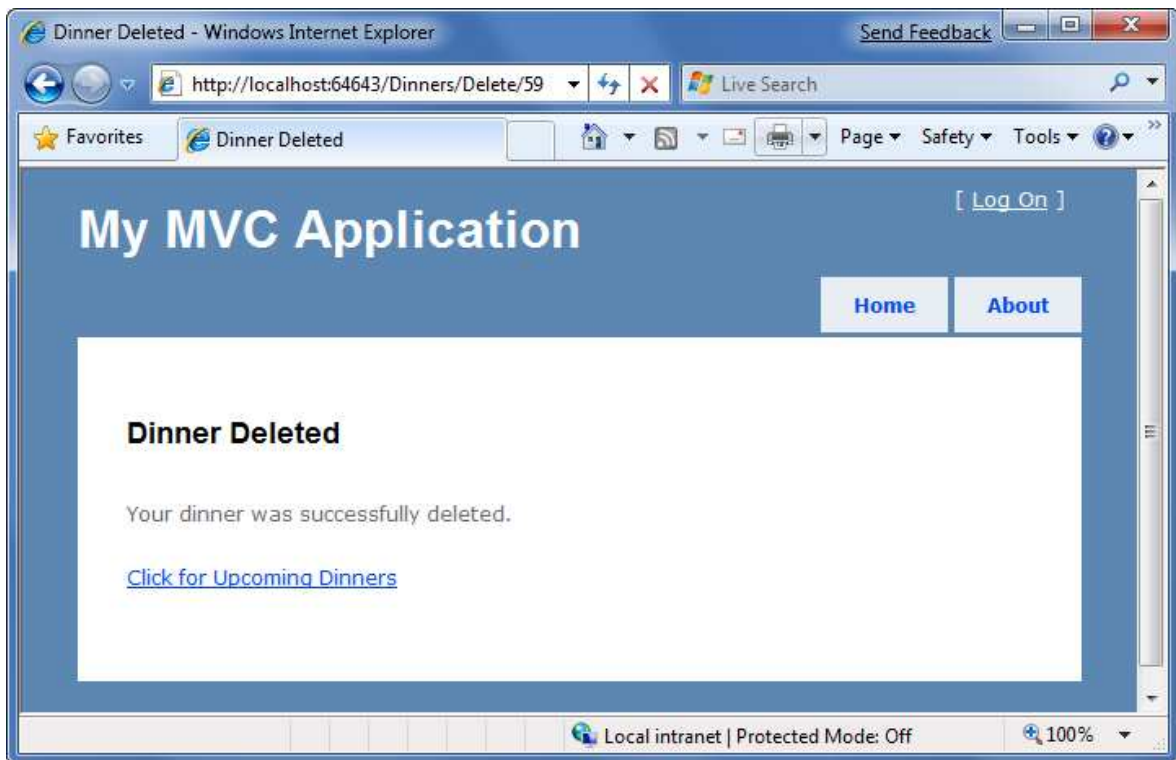 Dinner Deleted - Windows Internet Explorer
Send Feedback
http://localhost:64643/Dinners/Delete/59
Live Search
Favorites
Dinner Deleted
Page
Safety
Tools
»
[ Log On ]
My MVC Application
Home
About
Dinner Deleted
Your dinner was successfully deleted.
Click for Upcoming Dinners
Local intranet | Protected Mode: Off
100%